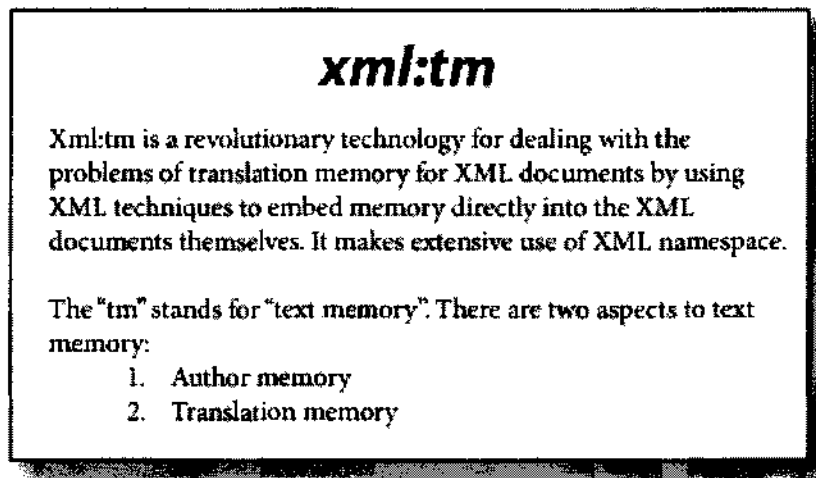 xml:tm
Xml:tm is a revolutionary technology for dealing with the
problems of translation memory for XML documents by using
XML techniques to embed memory directly into the XML
documents themselves. It makes extensive use of XML namespace.
The "tm" stands for "text memory". There are two aspects to text
memory:
1. Author memory
2. Translation memory